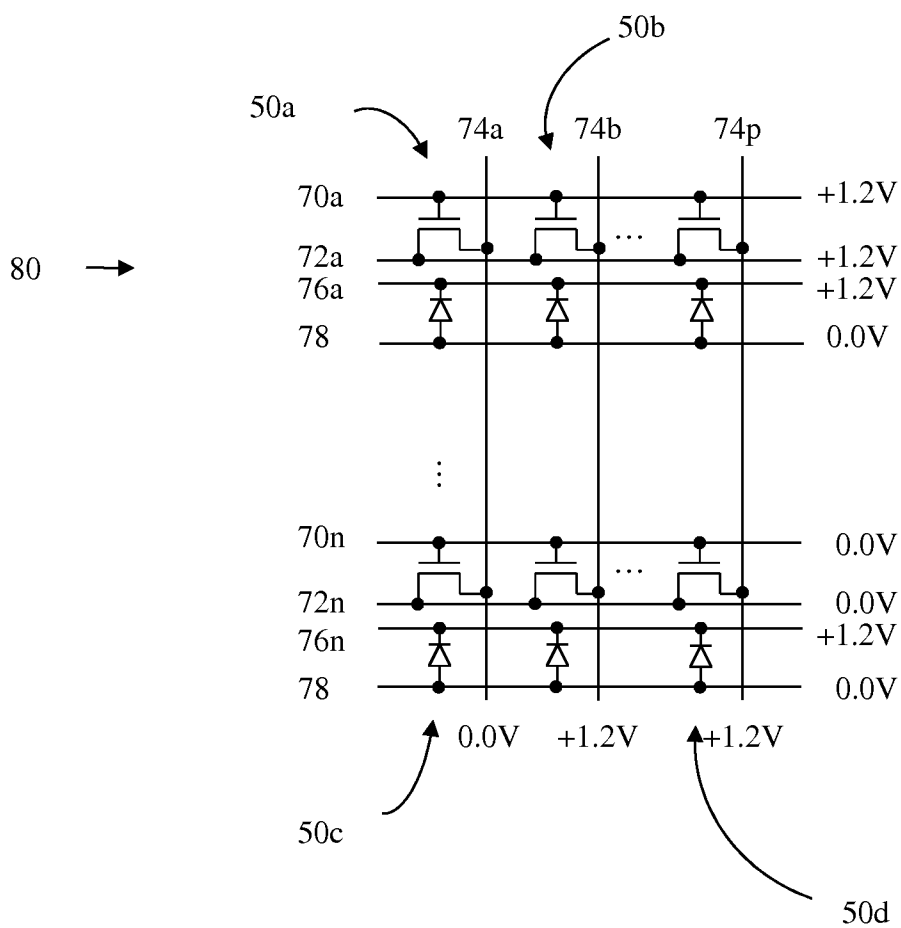 50b
50a
74a 74b 74p
70a +1.2V
...
72a +1.2V
80
76a +1.2V
78 0.0V
...
70n 0.0V
...
72n 0.0V
76n +1.2V
78 0.0V
0.0V +1.2V +1.2V
50c
50d